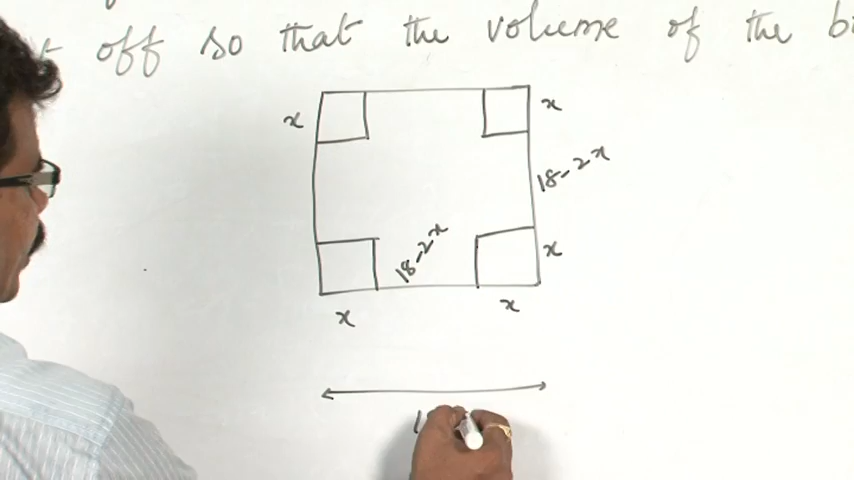 off so that the volume of the
x
x
18-2x
18-2x
x
x
x